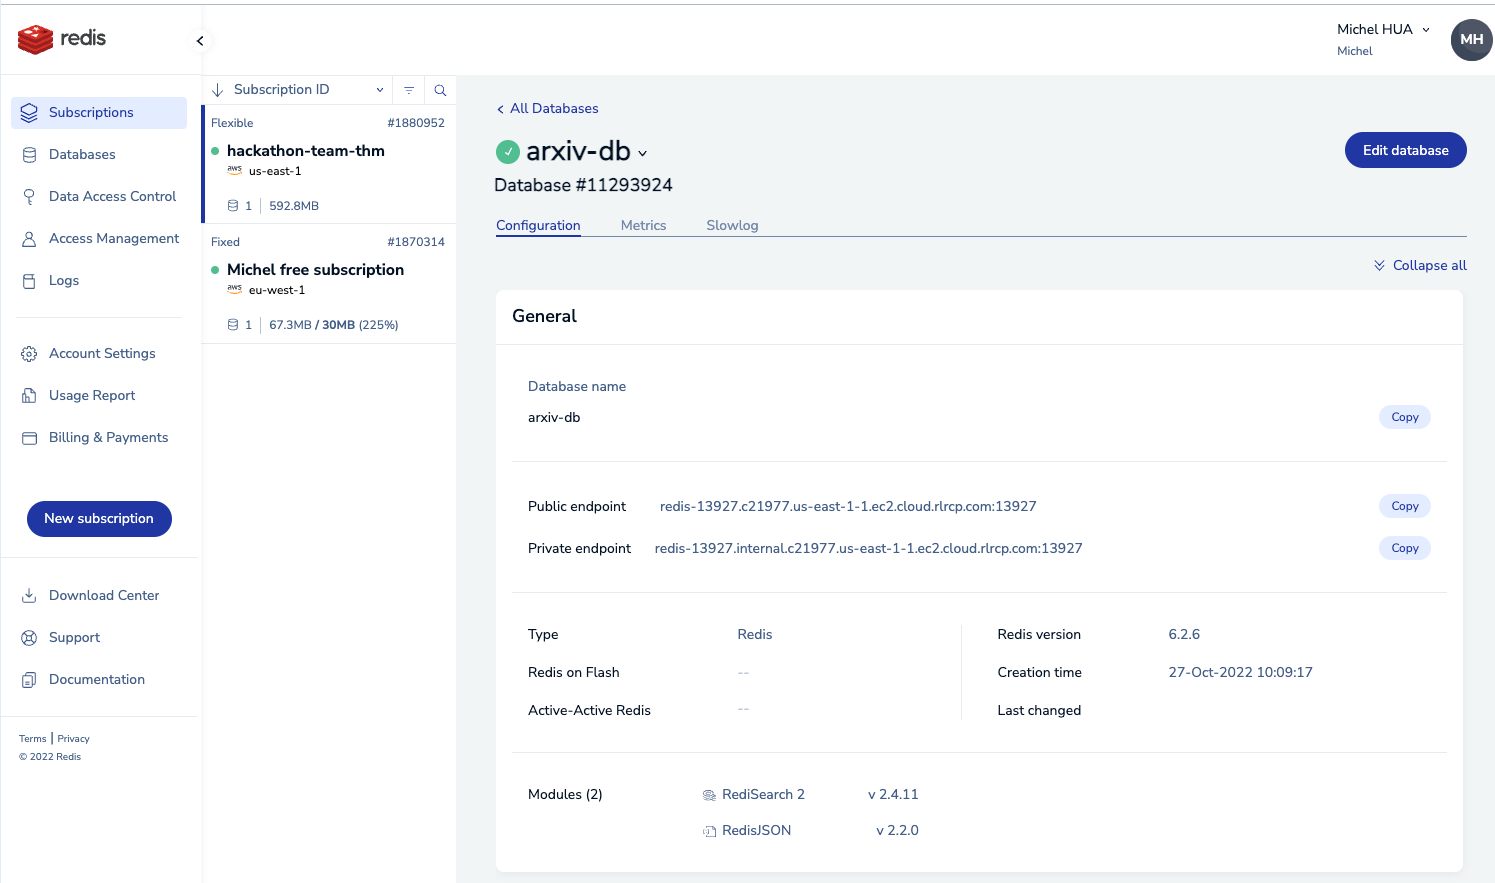 redis
Michel HUA
Michel
MH
Subscriptions
Databases
Data Access Control
Access Management
Logs
Account Settings
Usage Report
Billing & Payments
New subscription
Download Center
Support
Documentation
Terms | Privacy
© 2022 Redis
Subscription ID
Flexible #1880952
hackathon-team-thm
aws us-east-1
1 | 592.8MB
Fixed #1870314
Michel free subscription
aws eu-west-1
1 | 67.3MB / 30MB (225%)
All Databases
arxiv-db
Edit database
Database #11293924
Configuration Metrics Slowlog
Collapse all
General
Database name
arxiv-db Copy
Public endpoint redis-13927.c21977.us-east-1-1.ec2.cloud.rlrcp.com:13927 Copy
Private endpoint redis-13927.internal.c21977.us-east-1-1.ec2.cloud.rlrcp.com:13927 Copy
Type Redis
Redis on Flash --
Active-Active Redis --
Redis version 6.2.6
Creation time 27-Oct-2022 10:09:17
Last changed
Modules (2) RediSearch 2 v 2.4.11
RedisJSON v 2.2.0